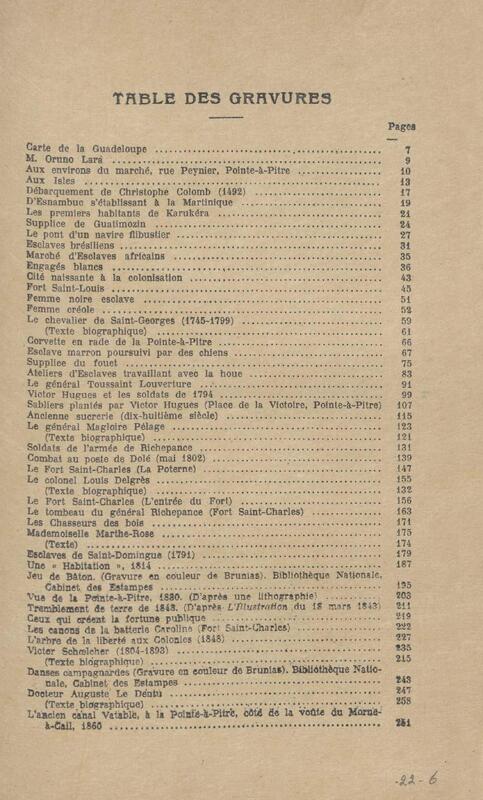 TABLE DES GRAVURES
Pages
Carte de la Guadeloupe 7
M. Oruno Lara 9
Aux environs du marché, rue Peynier, Pointe-à-Pitre 10
Aux Isles 13
Débarquement de Christophe Colomb (1492) 17
D'Esnambuc s'établissant à la Martinique 19
Les premiers habitants de Karukéra 21
Supplice de Guatimozin 24
Le pont d'un navire flibustier 27
Esclaves brésiliens 31
Marché d'Esclaves africains 35
Engagés blancs 36
Cité naissante à la colonisation 43
Fort Saint-Louis 45
Femme noire esclave 51
Femme créole 52
Le chevalier de Saint-Georges (1745-1799) 59
(Texte biographique) 61
Corvette en rade de la Pointe-à-Pitre 66
Esclave marron poursuivi par des chiens 67
Supplice du fouet 75
Ateliers d'Esclaves travaillant avec la houe 83
Le général Toussaint Louverture 91
Victor Hugues et les soldats de 1794 99
Sabliers plantés par Victor Hugues (Place de la Victoire, Pointe-à-Pitre) 107
Ancienne sucrerie (dix-huitième siècle) 115
Le général Magloire Pélage 123
(Texte biographique) 121
Soldats de l'armée de Richepance 131
Combat au poste de Dolé (mai 1802) 139
Le Fort Saint-Charles (La Poterne) 147
Le colonel Louis Delgrès 155
(Texte biographique) 132
Le Fort Saint-Charles (L'entrée du Fort) 156
Le tombeau du général Richepance (Fort Saint-Charles) 163
Les Chasseurs des bois 171
Mademoiselle Marthe-Rose 175
(Texte) 174
Esclaves de Saint-Domingue (1791) 179
Une « Habitation », 1814 187
Jeu de Bâton. (Gravure en couleur de Brunias). Bibliothèque Nationale,
Cabinet des Estampes 195
Vue de la Pointe-à-Pitre, 1830. (D'après une lithographie) 203
Tremblement de terre de 1843. (D'après L'Illustration du 18 mars 1843) 211
Ceux qui créent la fortune publique 219
Les canons de la batterie Caroline (Fort Saint-Charles) 222
L'arbre de la liberté aux Colonies (1848) 227
Victor Schœlcher (1804-1893) 235
(Texte biographique) 215
Danses campagnardes (Gravure en couleur de Brunias). Bibliothèque Natio-
nale, Cabinet des Estampes 243
Docteur Auguste Le Dentu 247
(Texte biographique) 258
L'ancien canal Vatable, à la Pointe-à-Pitre, côté de la voûte du Morne-
à-Cail, 1865 251
22-6